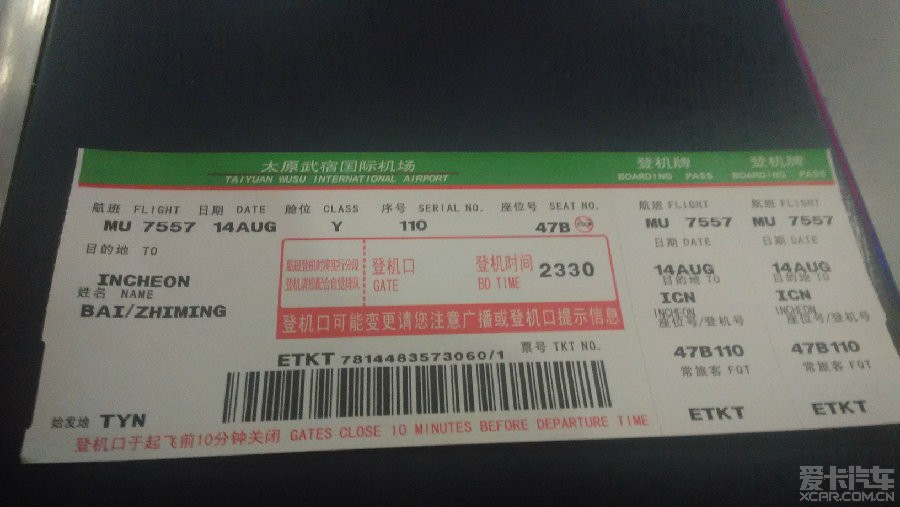 太原武宿国际机场
TAIYUAN WUSU INTERNATIONAL AIRPORT
登机牌
BOARDING PASS
登机牌
BOARDING PASS
航班 FLIGHT 日期 DATE 舱位 CLASS 序号 SERIAL NO. 座位号 SEAT NO.
MU 7557 14AUG Y 110 47B
目的地 TO
INCHEON
姓名 NAME
BAI/ZHIMING
登机口
GATE
登机时间
BD TIME
2330
登机口可能变更请您注意广播或登机口提示信息
ETKT 7814483573060/1 票号 TKT NO.
始发地 TYN
登机口于起飞前10分钟关闭 GATES CLOSE 10 MINUTES BEFORE DEPARTURE TIME
航班 FLIGHT
MU 7557
日期 DATE
14AUG
目的地 TO
ICN
INCHEON
座位号/登机号
47B110
常旅客 FQT
ETKT
航班 FLIGHT
MU 7557
日期 DATE
14AUG
目的地 TO
ICN
INCHEON
座位号/登机号
47B110
常旅客 FQT
ETKT
爱卡汽车
XCAR.COM.CN